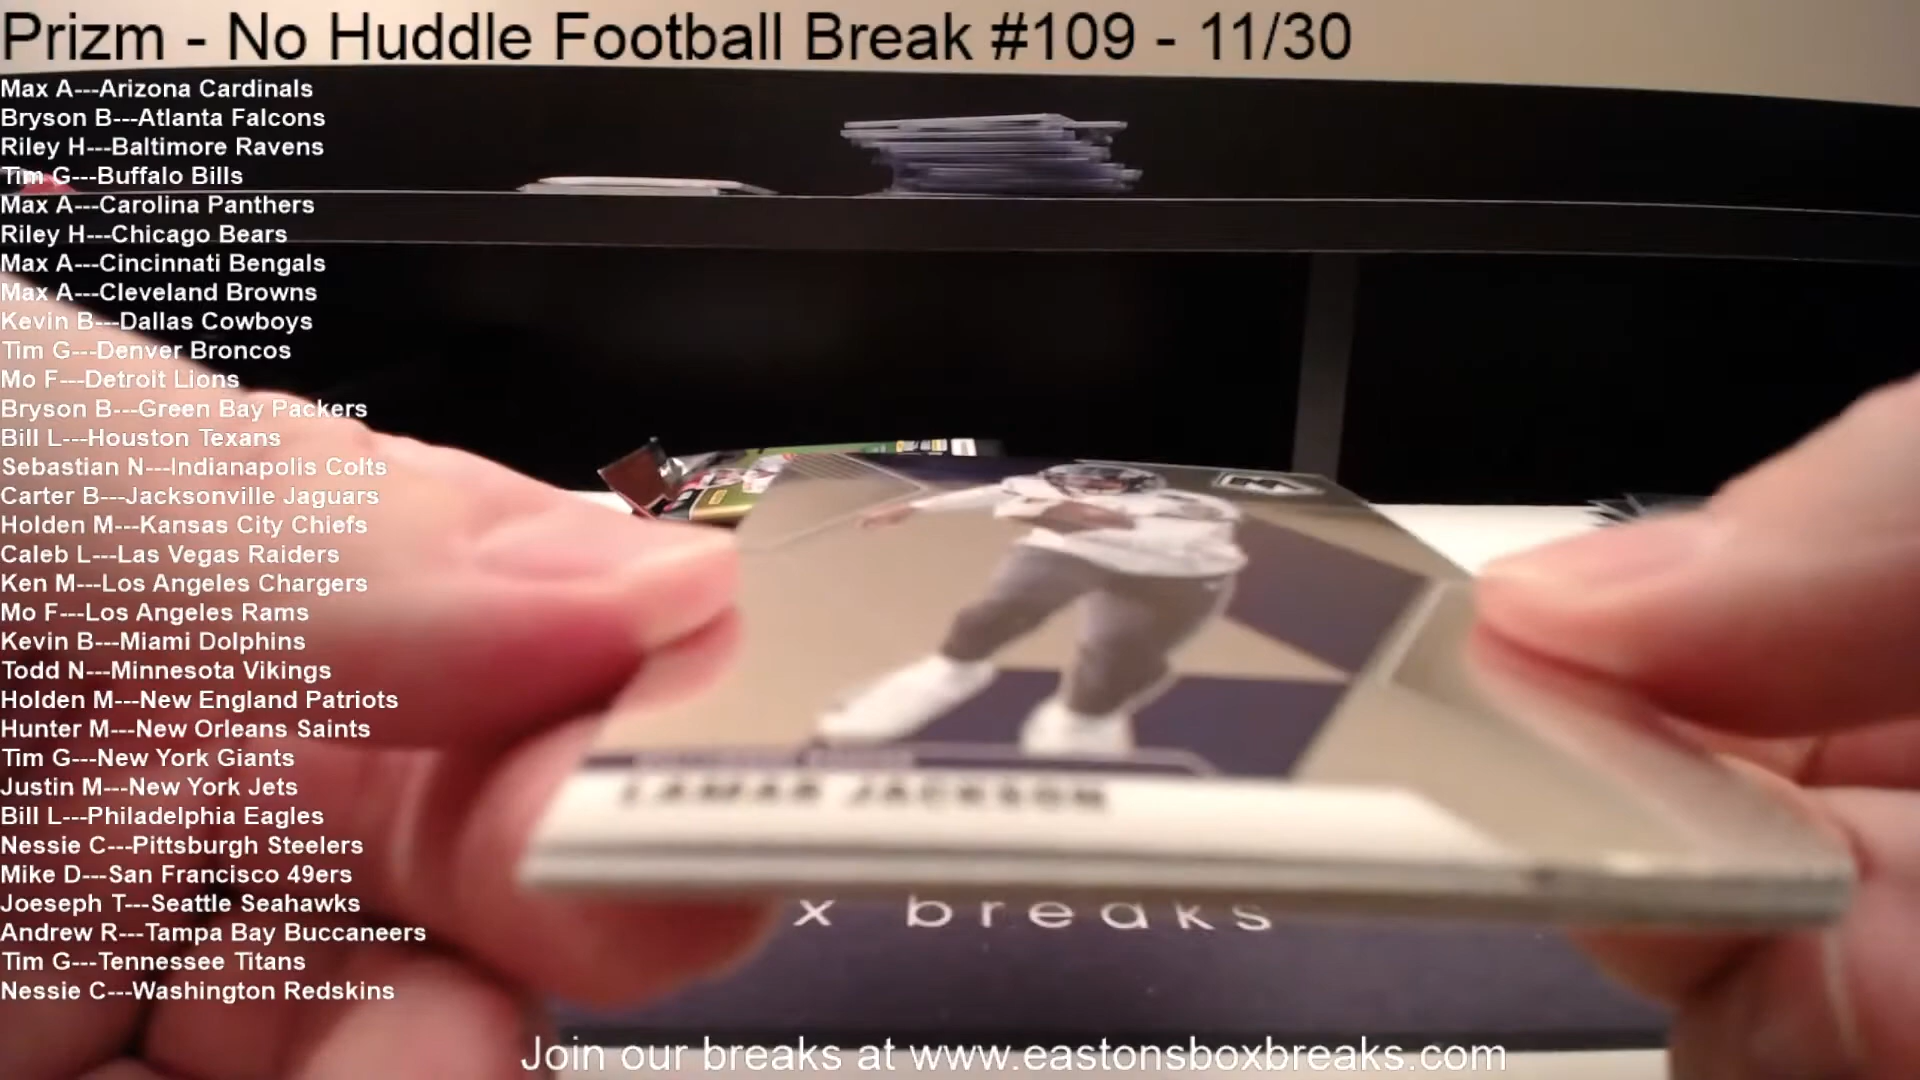 Prizm - No Huddle Football Break #109 - 11/30
Max A---Arizona Cardinals
Bryson B---Atlanta Falcons
Riley H---Baltimore Ravens
Tim G---Buffalo Bills
Max A---Carolina Panthers
Riley H---Chicago Bears
Max A---Cincinnati Bengals
Max A---Cleveland Browns
Kevin B---Dallas Cowboys
Tim G---Denver Broncos
Mo F---Detroit Lions
Bryson B---Green Bay Packers
Bill L---Houston Texans
Sebastian N---Indianapolis Colts
Carter B---Jacksonville Jaguars
Holden M---Kansas City Chiefs
Caleb L---Las Vegas Raiders
Ken M---Los Angeles Chargers
Mo F---Los Angeles Rams
Kevin B---Miami Dolphins
Todd N---Minnesota Vikings
Holden M---New England Patriots
Hunter M---New Orleans Saints
Tim G---New York Giants
Justin M---New York Jets
Bill L---Philadelphia Eagles
Nessie C---Pittsburgh Steelers
Mike D---San Francisco 49ers
Joeseph T---Seattle Seahawks
Andrew R---Tampa Bay Buccaneers
Tim G---Tennessee Titans
Nessie C---Washington Redskins
LAMAR JACKSON
x breaks
Join our breaks at www.eastonsboxbreaks.com